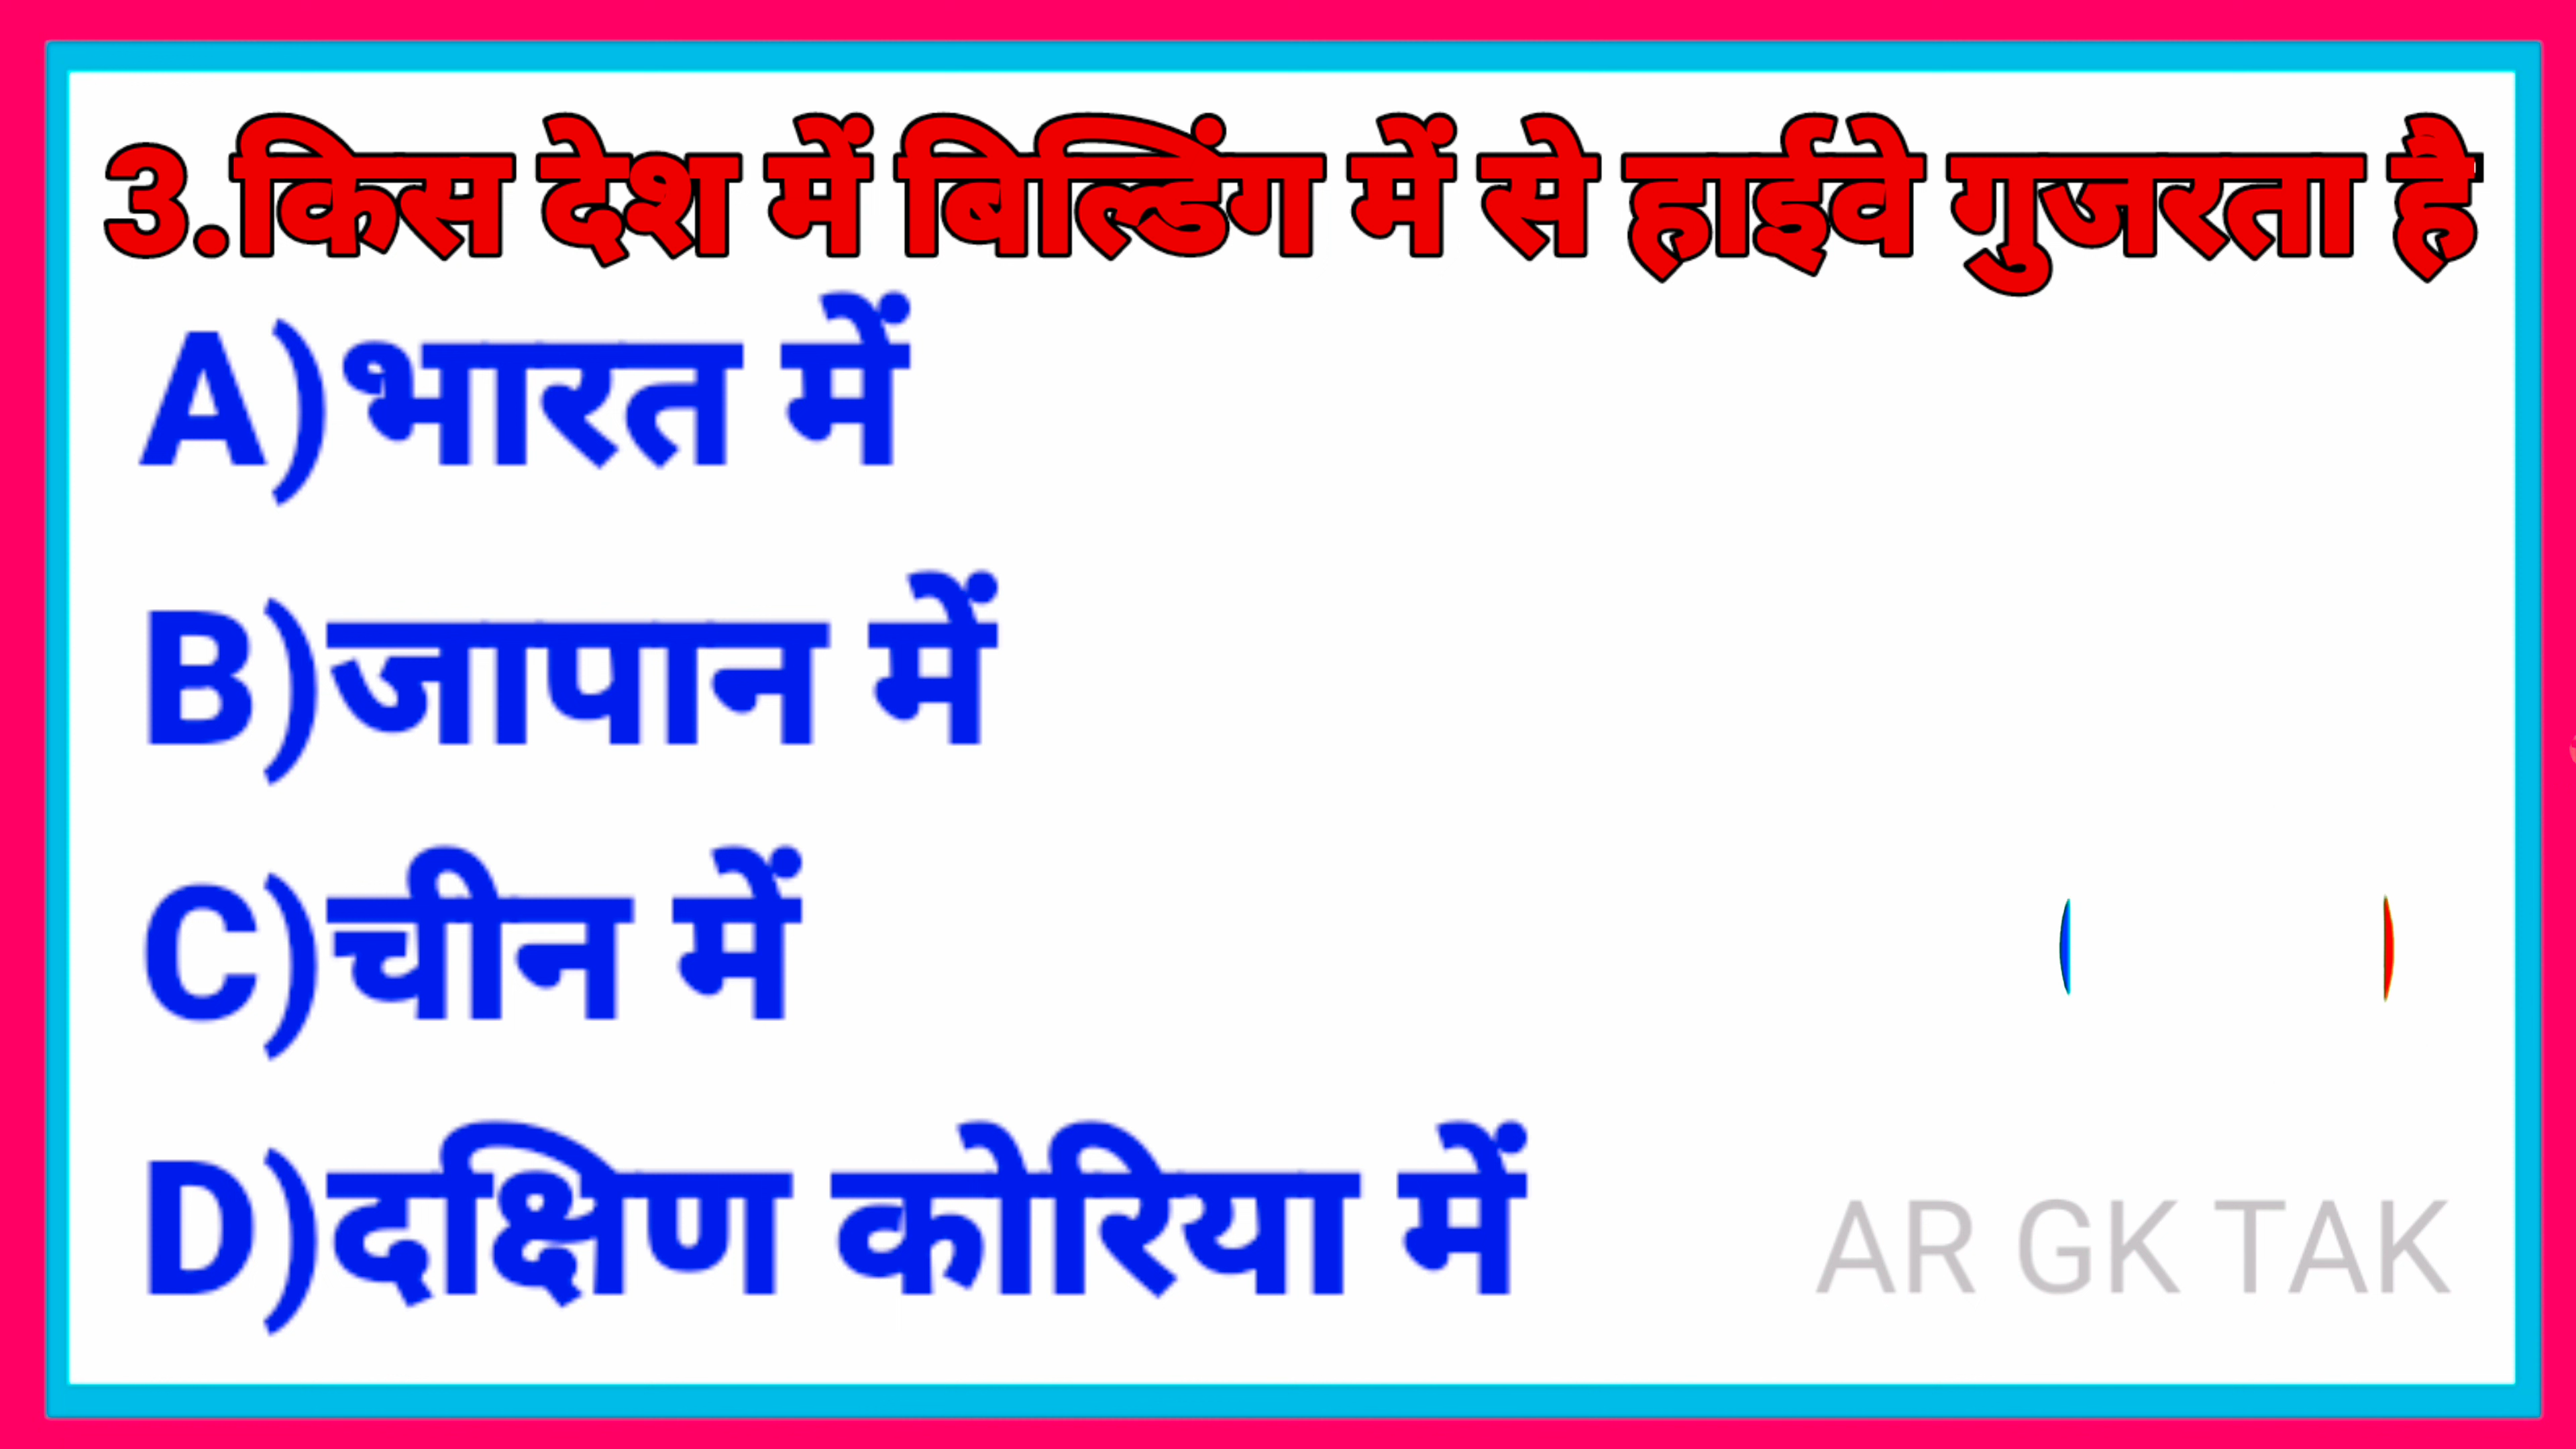 3.किस देश में बिल्डिंग में से हाईवे गुजरता है
A)भारत में
B)जापान में
C)चीन में
D)दक्षिण कोरिया में
AR GK TAK